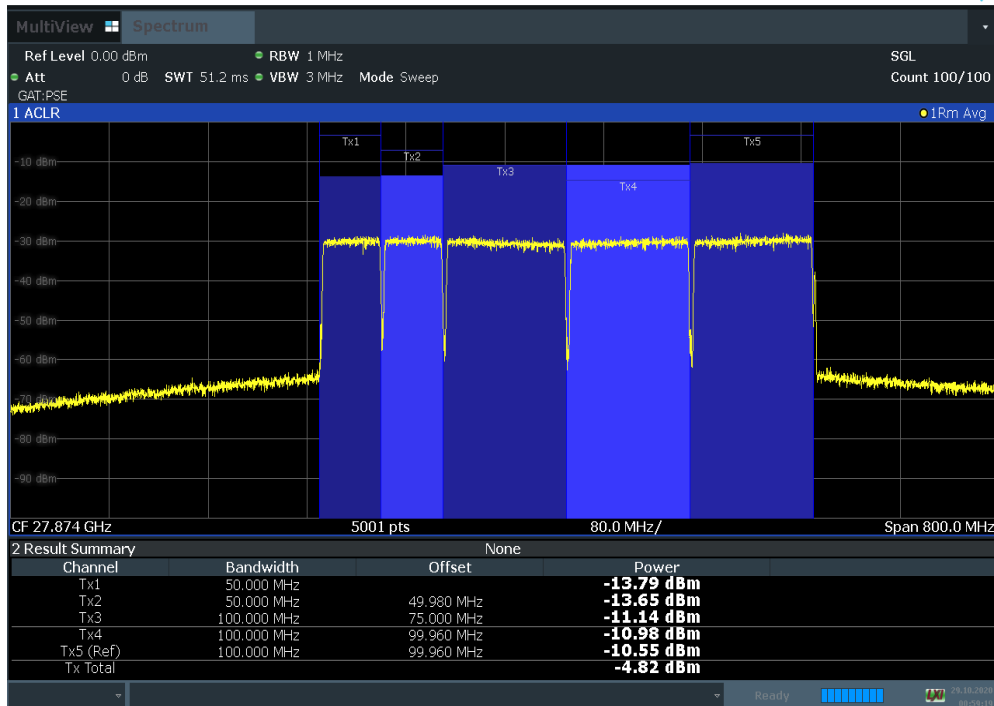 MultiView Spectrum
Ref Level 0.00 dBm RBW 1 MHz SGL
Att 0 dB SWT 51.2 ms VBW 3 MHz Mode Sweep Count 100/100
GAT:PSE
1 ACLR 1Rm Avg
Tx1 Tx5
Tx2
-10 dBm
Tx3
Tx4
-20 dBm
-30 dBm
-40 dBm
-50 dBm
-60 dBm
-70 dBm
-80 dBm
-90 dBm
CF 27.874 GHz 5001 pts 80.0 MHz/ Span 800.0 MHz
2 Result Summary None
Channel Bandwidth Offset Power
Tx1 50.000 MHz -13.79 dBm
Tx2 50.000 MHz 49.980 MHz -13.65 dBm
Tx3 100.000 MHz 75.000 MHz -11.14 dBm
Tx4 100.000 MHz 99.960 MHz -10.98 dBm
Tx5 (Ref) 100.000 MHz 99.960 MHz -10.55 dBm
Tx Total -4.82 dBm
Ready LXI 29.10.2020